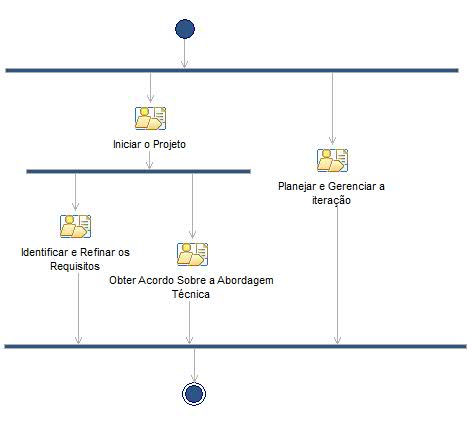 Iniciar o Projeto
Planejar e Gerenciar a
iteração
Identificar e Refinar os
Requisitos
Obter Acordo Sobre a Abordagem
Técnica